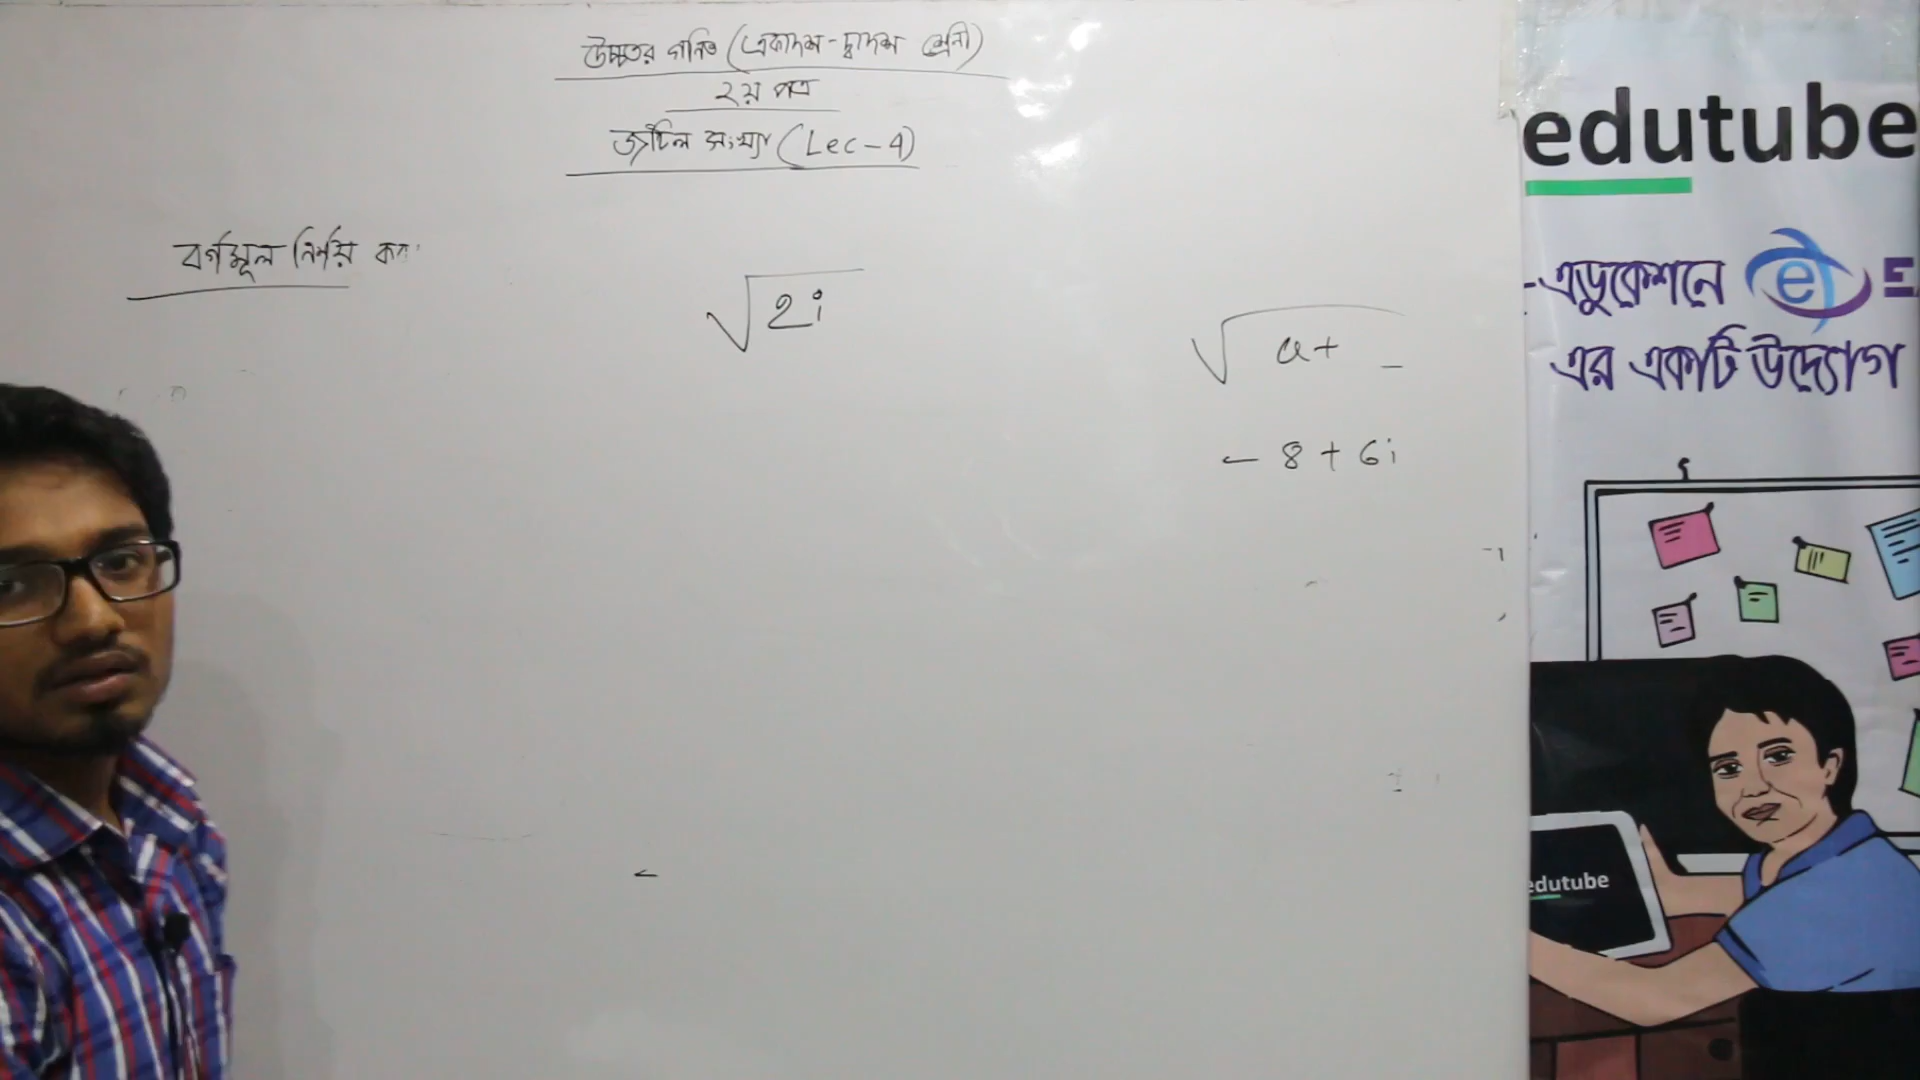 উচ্চতর গনিত (একাদশ-দ্বাদশ শ্রেনী)
২য় পত্র
জটিল সংখ্যা (Lec-4)
বর্গমূল নির্ণয় কর
√2i
√a+ _
-8+6i
edutube
-এডুকেশনে e E
এর একটি উদ্যোগ
edutube